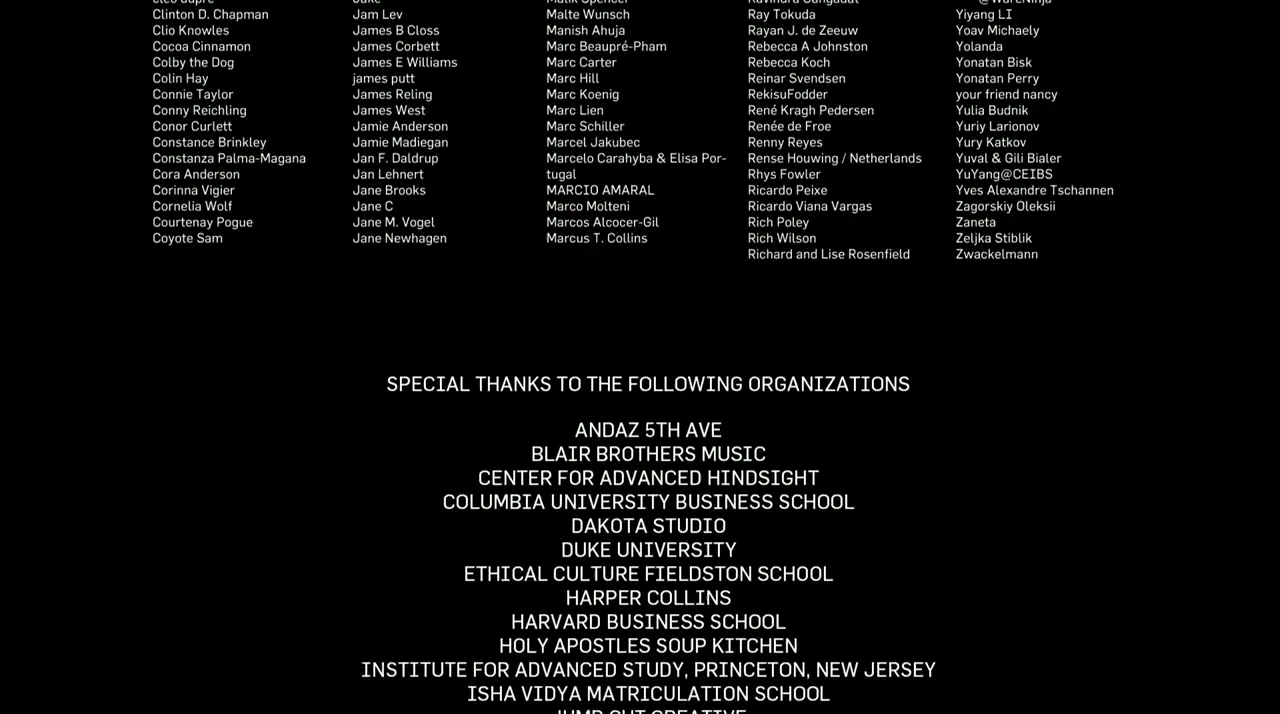 Clinton D. Chapman
Clio Knowles
Cocoa Cinnamon
Colby the Dog
Colin Hay
Connie Taylor
Conny Reichling
Conor Curlett
Constance Brinkley
Constanza Palma-Magana
Cora Anderson
Corinna Vigier
Cornelia Wolf
Courtenay Pogue
Coyote Sam
Jam Lev
James B Closs
James Corbett
James E Williams
james putt
James Reling
James West
Jamie Anderson
Jamie Madiegan
Jan F. Daldrup
Jan Lehnert
Jane Brooks
Jane C
Jane M. Vogel
Jane Newhagen
Malte Wunsch
Manish Ahuja
Marc Beaupré-Pham
Marc Carter
Marc Hill
Marc Koenig
Marc Lien
Marc Schiller
Marcel Jakubec
Marcelo Carahyba & Elisa Por-
tugal
MARCIO AMARAL
Marco Molteni
Marcos Alcocer-Gil
Marcus T. Collins
Ray Tokuda
Rayan J. de Zeeuw
Rebecca A Johnston
Rebecca Koch
Reinar Svendsen
RekisuFodder
René Kragh Pedersen
Renée de Froe
Renny Reyes
Rense Houwing / Netherlands
Rhys Fowler
Ricardo Peixe
Ricardo Viana Vargas
Rich Poley
Rich Wilson
Richard and Lise Rosenfield
Yiyang LI
Yoav Michaely
Yolanda
Yonatan Bisk
Yonatan Perry
your friend nancy
Yulia Budnik
Yuriy Larionov
Yury Katkov
Yuval & Gili Bialer
YuYang@CEIBS
Yves Alexandre Tschannen
Zagorskiy Oleksii
Zaneta
Zeljka Stiblik
Zwackelmann
SPECIAL THANKS TO THE FOLLOWING ORGANIZATIONS
ANDAZ 5TH AVE
BLAIR BROTHERS MUSIC
CENTER FOR ADVANCED HINDSIGHT
COLUMBIA UNIVERSITY BUSINESS SCHOOL
DAKOTA STUDIO
DUKE UNIVERSITY
ETHICAL CULTURE FIELDSTON SCHOOL
HARPER COLLINS
HARVARD BUSINESS SCHOOL
HOLY APOSTLES SOUP KITCHEN
INSTITUTE FOR ADVANCED STUDY, PRINCETON, NEW JERSEY
ISHA VIDYA MATRICULATION SCHOOL